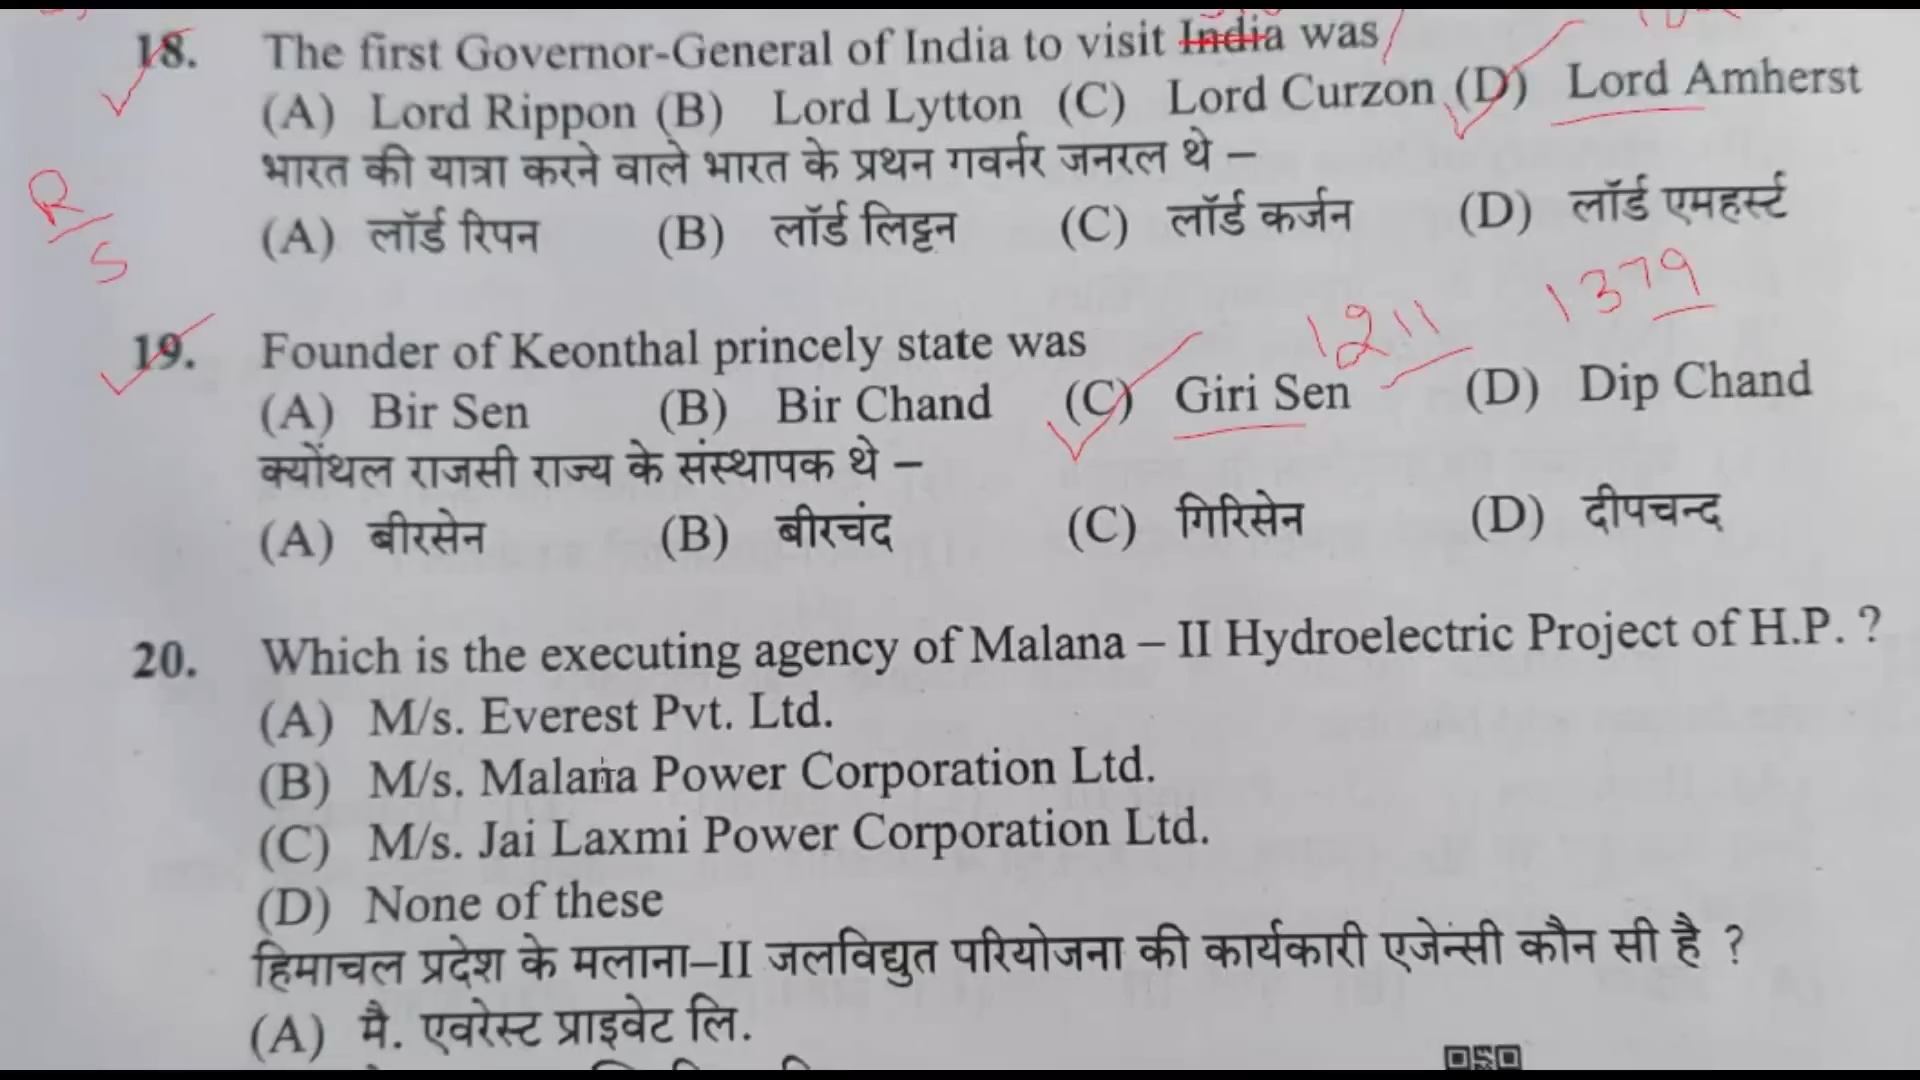 18. The first Governor-General of India to visit India was
(A) Lord Rippon (B) Lord Lytton (C) Lord Curzon (D) Lord Amherst
भारत की यात्रा करने वाले भारत के प्रथन गवर्नर जनरल थे –
(A) लॉर्ड रिपन (B) लॉर्ड लिट्टन (C) लॉर्ड कर्जन (D) लॉर्ड एमहर्स्ट
R/S
1211 1379
19. Founder of Keonthal princely state was
(A) Bir Sen (B) Bir Chand (C) Giri Sen (D) Dip Chand
क्योंथल राजसी राज्य के संस्थापक थे –
(A) बीरसेन (B) बीरचंद (C) गिरिसेन (D) दीपचन्द
20. Which is the executing agency of Malana – II Hydroelectric Project of H.P. ?
(A) M/s. Everest Pvt. Ltd.
(B) M/s. Malana Power Corporation Ltd.
(C) M/s. Jai Laxmi Power Corporation Ltd.
(D) None of these
हिमाचल प्रदेश के मलाना–II जलविद्युत परियोजना की कार्यकारी एजेन्सी कौन सी है ?
(A) मै. एवरेस्ट प्राइवेट लि.